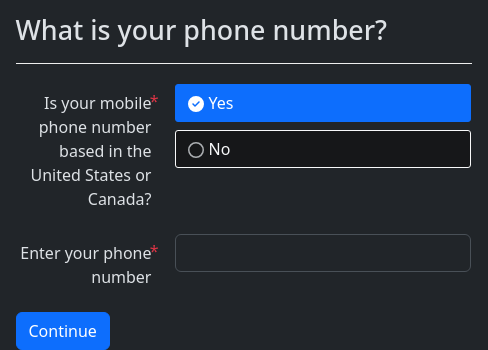 What is your phone number?
Is your mobile*
phone number
based in the
United States or
Canada?
Yes
No
Enter your phone*
number
Continue